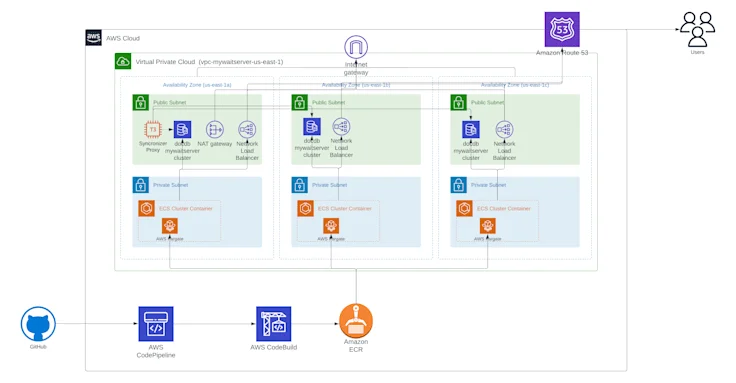 aws
AWS Cloud
53
Amazon Route 53
Users
Virtual Private Cloud (vpc-mywaitserver-us-east-1)
Internet
gateway
Availability Zone (us-east-1a)
Availability Zone (us-east-1b)
Availability Zone (us-east-1c)
Public Subnet
Public Subnet
Public Subnet
T3
Syncronizer
Proxy
docdb
mywaitserver
cluster
NAT gateway
Network
Load
Balancer
docdb
mywaitserver
cluster
Network
Load
Balancer
docdb
mywaitserver
cluster
Network
Load
Balancer
Private Subnet
Private Subnet
Private Subnet
ECS Cluster Container
ECS Cluster Container
ECS Cluster Container
AWS Fargate
AWS Fargate
AWS Fargate
GitHub
AWS
CodePipeline
AWS CodeBuild
Amazon
ECR